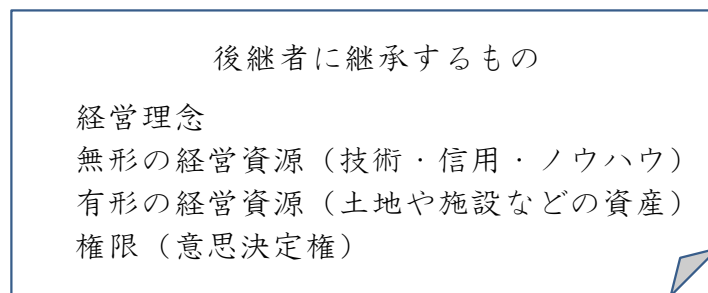 後継者に継承するもの
経営理念
無形の経営資源（技術・信用・ノウハウ）
有形の経営資源（土地や施設などの資産）
権限（意思決定権）